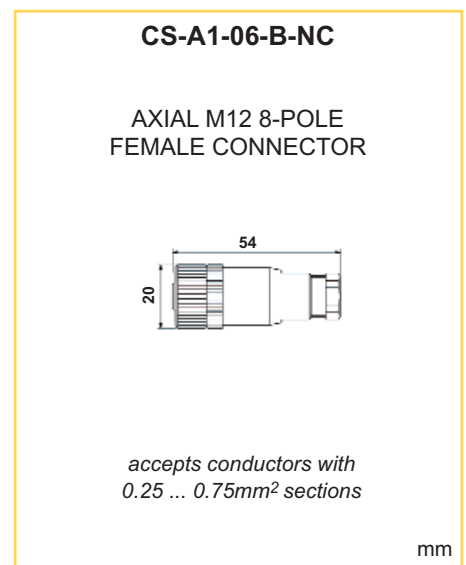 CS-A1-06-B-NC
AXIAL M12 8-POLE
FEMALE CONNECTOR
54
20
accepts conductors with
0.25 ... 0.75mm² sections
mm